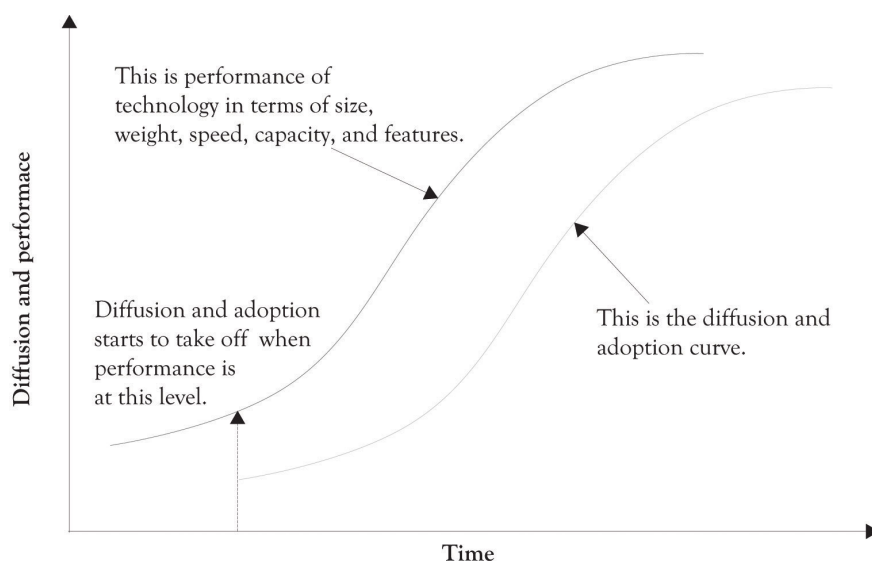 This is performance of
technology in terms of size,
weight, speed, capacity, and features.
Diffusion and performace
Diffusion and adoption
starts to take off when
performance is
at this level.
This is the diffusion and
adoption curve.
Time